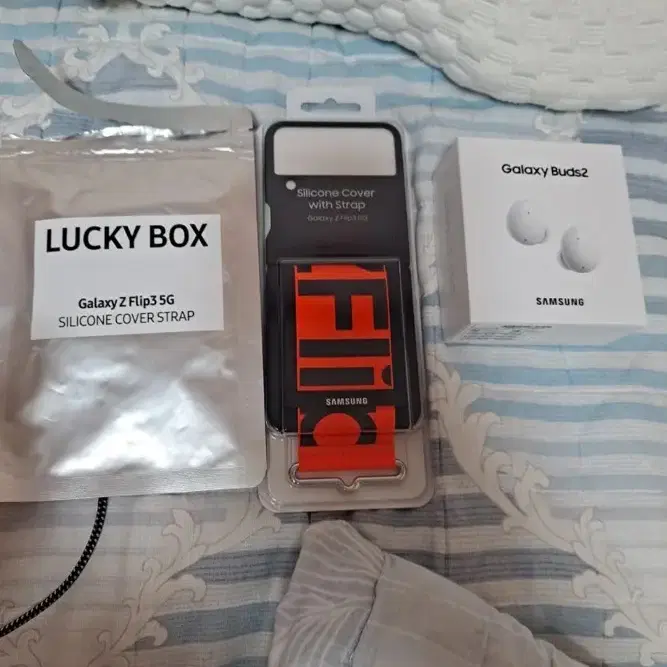 LUCKY BOX
Galaxy Z Flip3 5G
SILICONE COVER STRAP
Silicone Cover
with Strap
Galaxy Z Flip3 5G
Flip
SAMSUNG
Galaxy Buds2
SAMSUNG